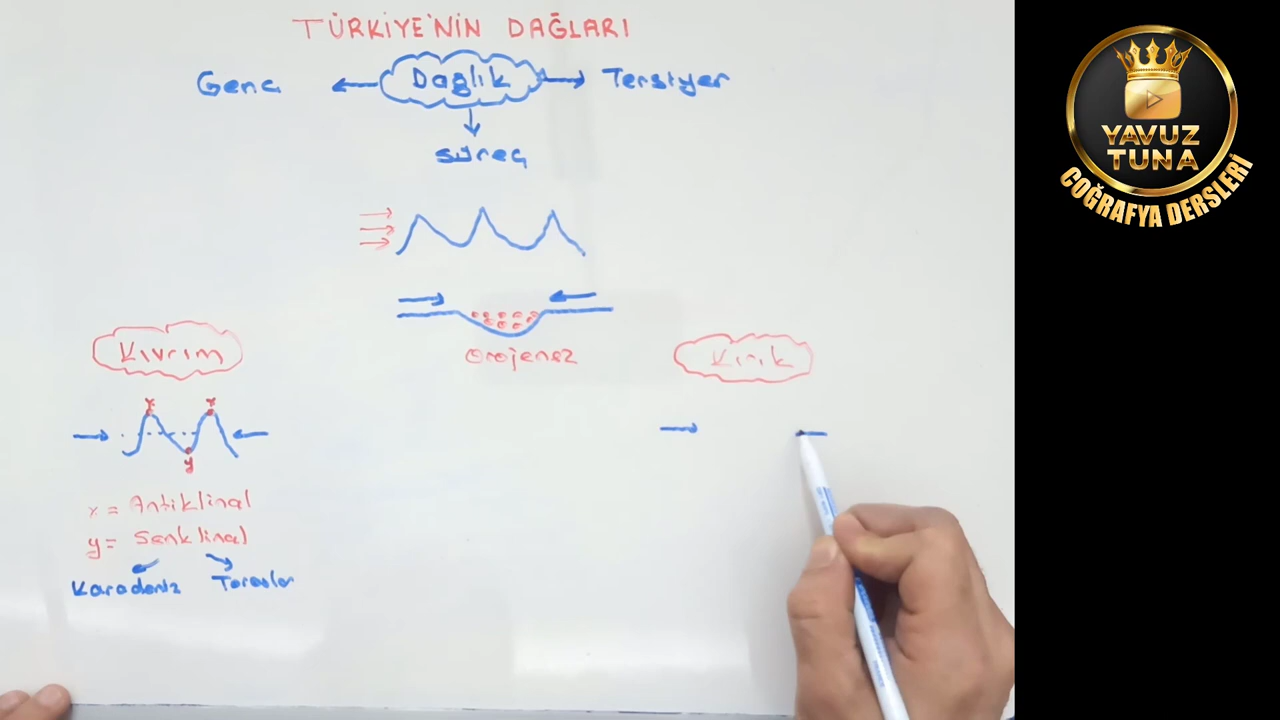 TÜRKİYE'NİN DAĞLARI
Genç Dağlık Tersiyer
süreç
Orojenez
Kıvrım
Kırık
x x
y
x = Antiklinal
y = Senklinal
Karadeniz Toroslar
YAVUZ
TUNA
COĞRAFYA DERSLERİ